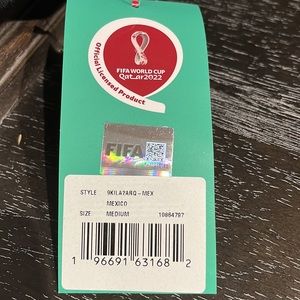 FIFA WORLD CUP
Qatar2022
Official Licensed Product
FIFA
STYLE 9KILA2ARQ - MEX
MEXICO
SIZE MEDIUM 10864797
1 96691 63168 2